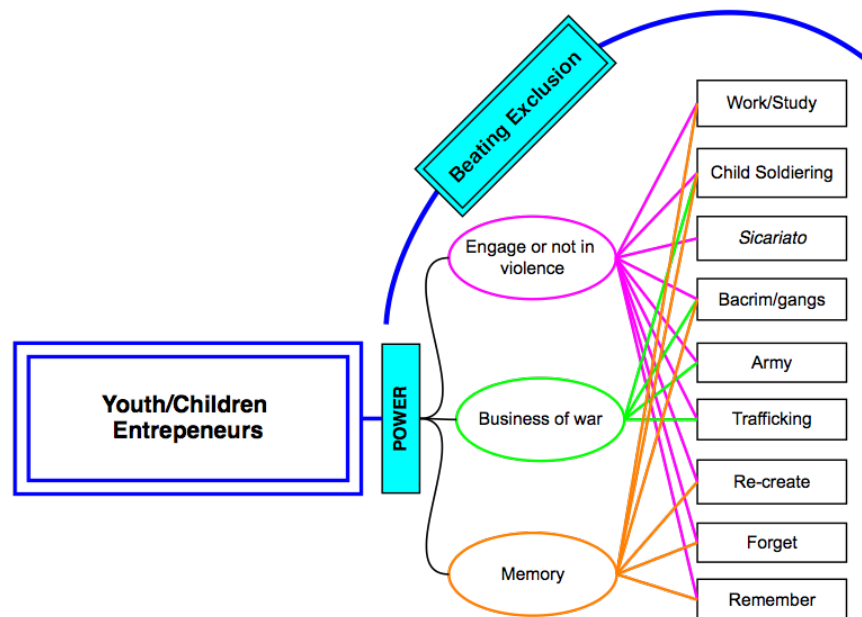 Beating Exclusion
Youth/Children
Entrepeneurs
POWER
Engage or not in
violence
Business of war
Memory
Work/Study
Child Soldiering
Sicariato
Bacrim/gangs
Army
Trafficking
Re-create
Forget
Remember